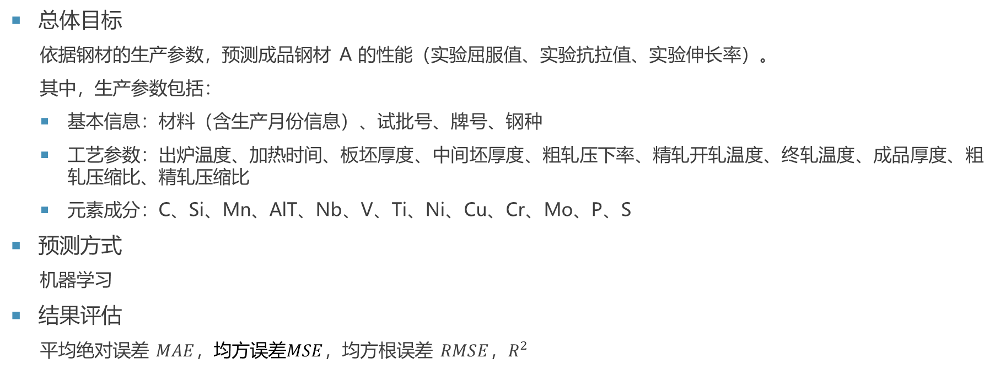 总体目标
依据钢材的生产参数，预测成品钢材 A 的性能（实验屈服值、实验抗拉值、实验伸长率）。
其中，生产参数包括：
基本信息：材料（含生产月份信息）、试批号、牌号、钢种
工艺参数：出炉温度、加热时间、板坯厚度、中间坯厚度、粗轧压下率、精轧开轧温度、终轧温度、成品厚度、粗
轧压缩比、精轧压缩比
元素成分：C、Si、Mn、AlT、Nb、V、Ti、Ni、Cu、Cr、Mo、P、S
预测方式
机器学习
结果评估
平均绝对误差 MAE，均方误差MSE，均方根误差 RMSE，R²